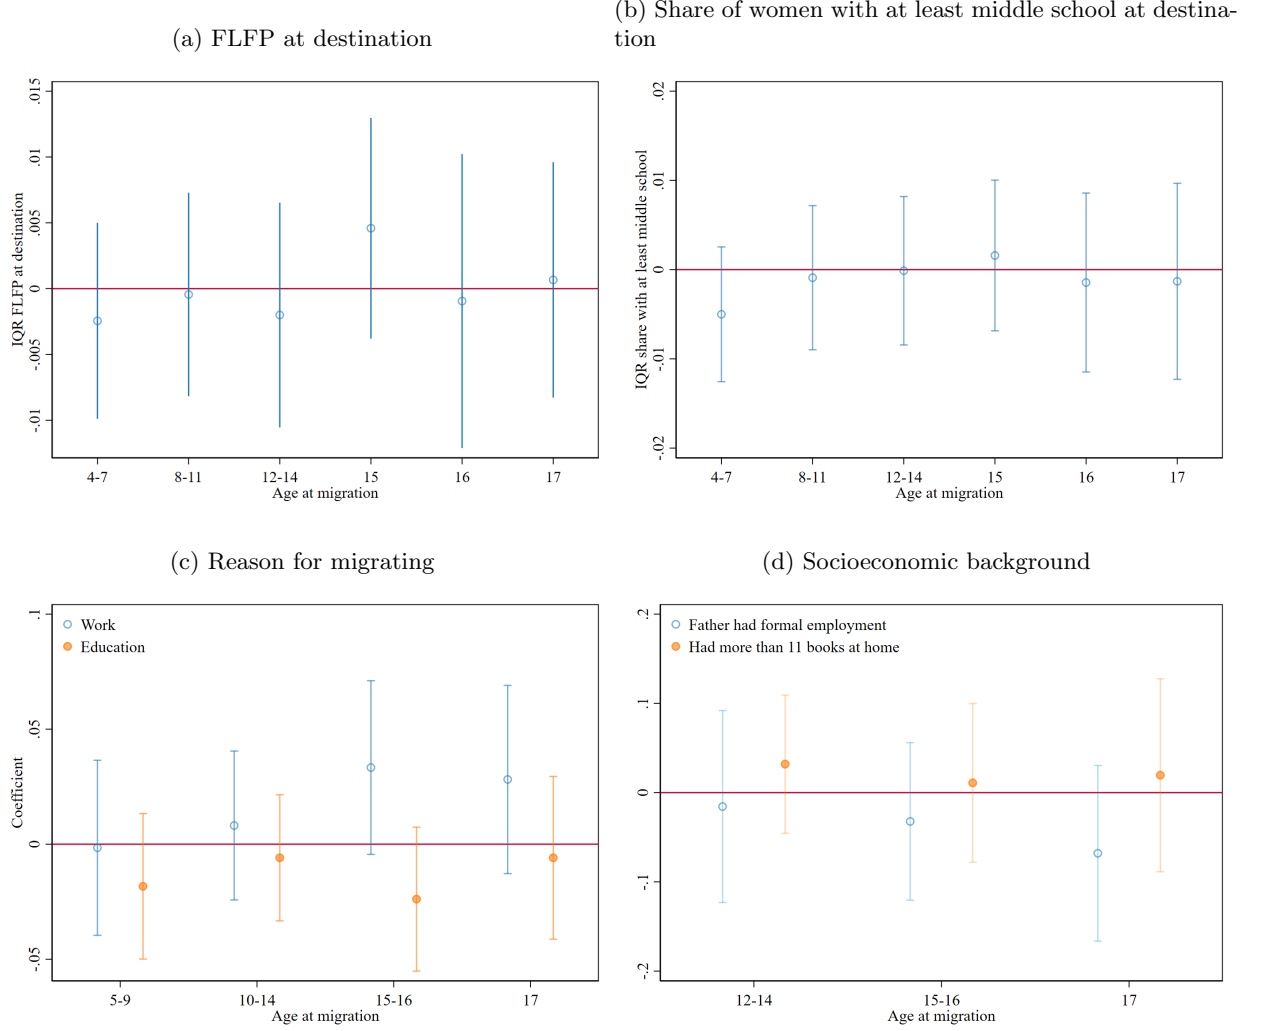 (a) FLFP at destination
IQR FLFP at destination
.015
.01
.005
0
-.005
-.01
4-7 8-11 12-14 15 16 17
Age at migration
(b) Share of women with at least middle school at destina-
tion
IQR share with at least middle school
.02
.01
0
-.01
-.02
4-7 8-11 12-14 15 16 17
Age at migration
(c) Reason for migrating
Work
Education
Coefficient
.1
.05
0
-.05
5-9 10-14 15-16 17
Age at migration
(d) Socioeconomic background
Father had formal employment
Had more than 11 books at home
.2
.1
0
-.1
-.2
12-14 15-16 17
Age at migration